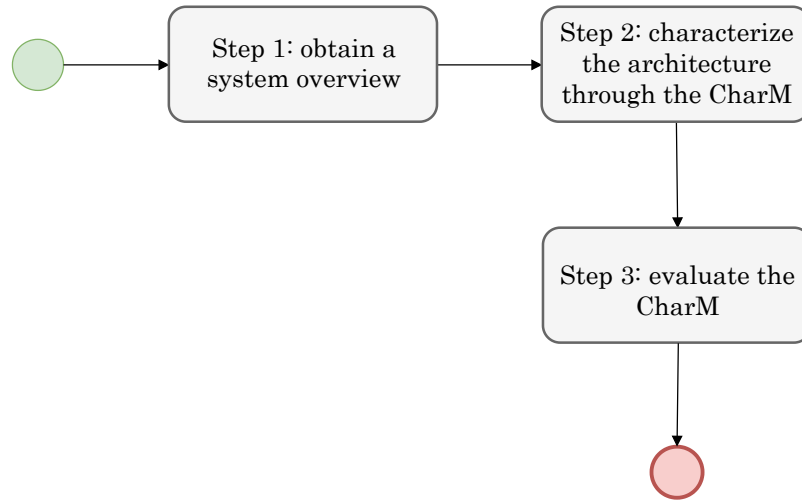 Step 1: obtain a
system overview
Step 2: characterize
the architecture
through the CharM
Step 3: evaluate the
CharM